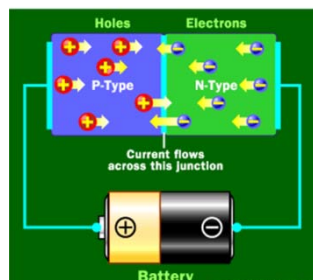 Holes Electrons
P-Type N-Type
Current flows
across this junction
Battery